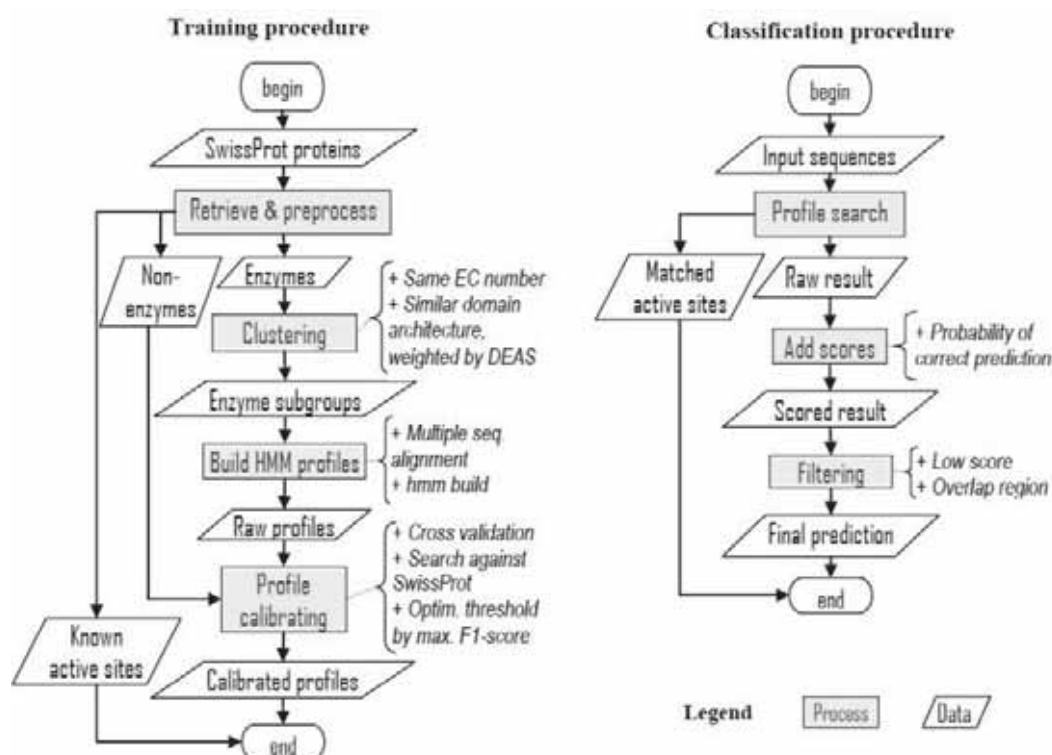 Training procedure
begin
SwissProt proteins
Retrieve & preprocess
Non-
enzymes
Enzymes
+ Same EC number
+ Similar domain
architecture,
weighted by DEAS
Clustering
Enzyme subgroups
Build HMM profiles
+ Multiple seq.
alignment
+ hmm build
Raw profiles
+ Cross validation
+ Search against
SwissProt
+ Optim. threshold
by max. F1-score
Profile
calibrating
Known
active sites
Calibrated profiles
end
Classification procedure
begin
Input sequences
Profile search
Matched
active sites
Raw result
Add scores
+ Probability of
correct prediction
Scored result
Filtering
+ Low score
+ Overlap region
Final prediction
end
Legend
Process
Data